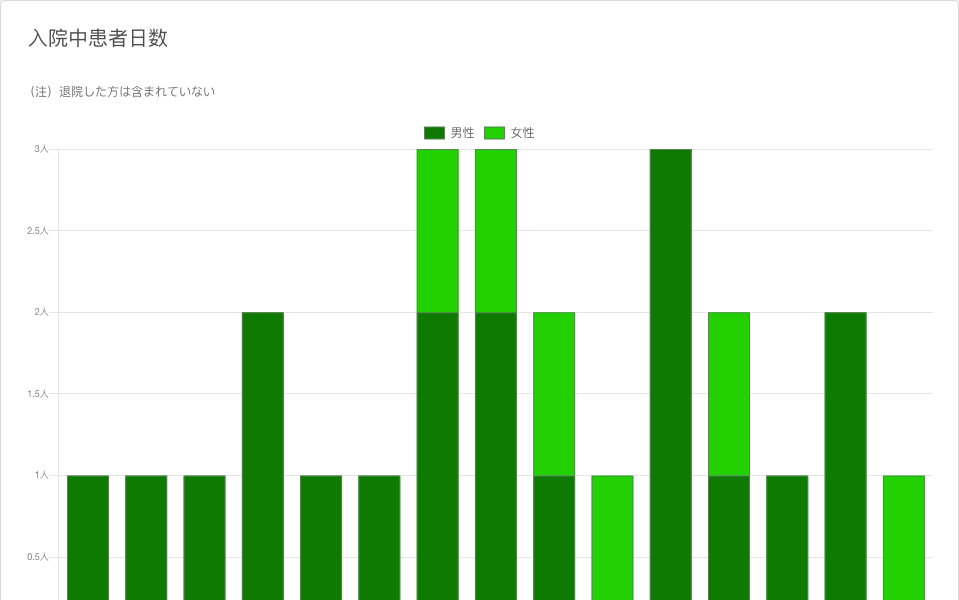 入院中患者日数
（注）退院した方は含まれていない
男性 女性
3人
2.5人
2人
1.5人
1人
0.5人